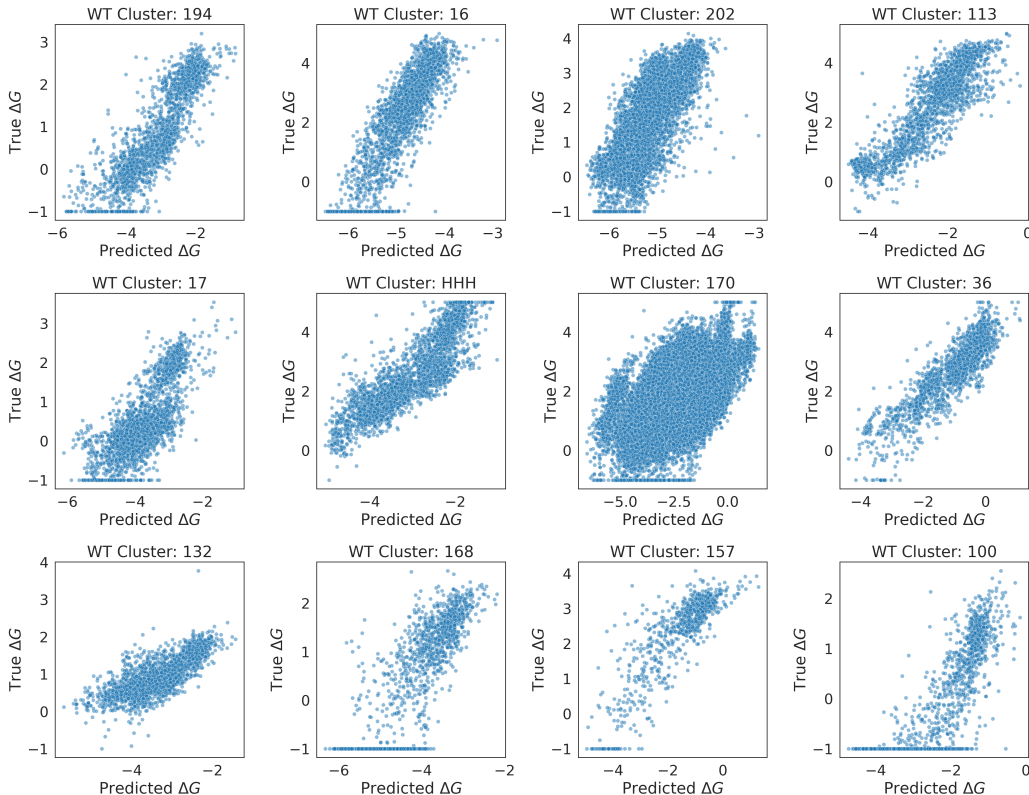 WT Cluster: 194
WT Cluster: 16
WT Cluster: 202
WT Cluster: 113
True ΔG
3
2
1
0
−1
−6
−4
−2
Predicted ΔG
True ΔG
4
2
0
−6
−5
−4
−3
Predicted ΔG
True ΔG
4
3
2
1
0
−1
−6
−5
−4
−3
Predicted ΔG
True ΔG
4
2
0
−4
−2
0
Predicted ΔG
WT Cluster: 17
WT Cluster: HHH
WT Cluster: 170
WT Cluster: 36
True ΔG
3
2
1
0
−1
−6
−4
−2
Predicted ΔG
True ΔG
4
2
0
−4
−2
Predicted ΔG
True ΔG
4
2
0
−5.0
−2.5
0.0
Predicted ΔG
True ΔG
4
2
0
−4
−2
0
Predicted ΔG
WT Cluster: 132
WT Cluster: 168
WT Cluster: 157
WT Cluster: 100
True ΔG
4
3
2
1
0
−1
−4
−2
Predicted ΔG
True ΔG
2
1
0
−1
−6
−4
−2
Predicted ΔG
True ΔG
4
3
2
1
0
−1
−4
−2
0
Predicted ΔG
True ΔG
2
1
0
−1
−4
−3
−2
−1
0
Predicted ΔG